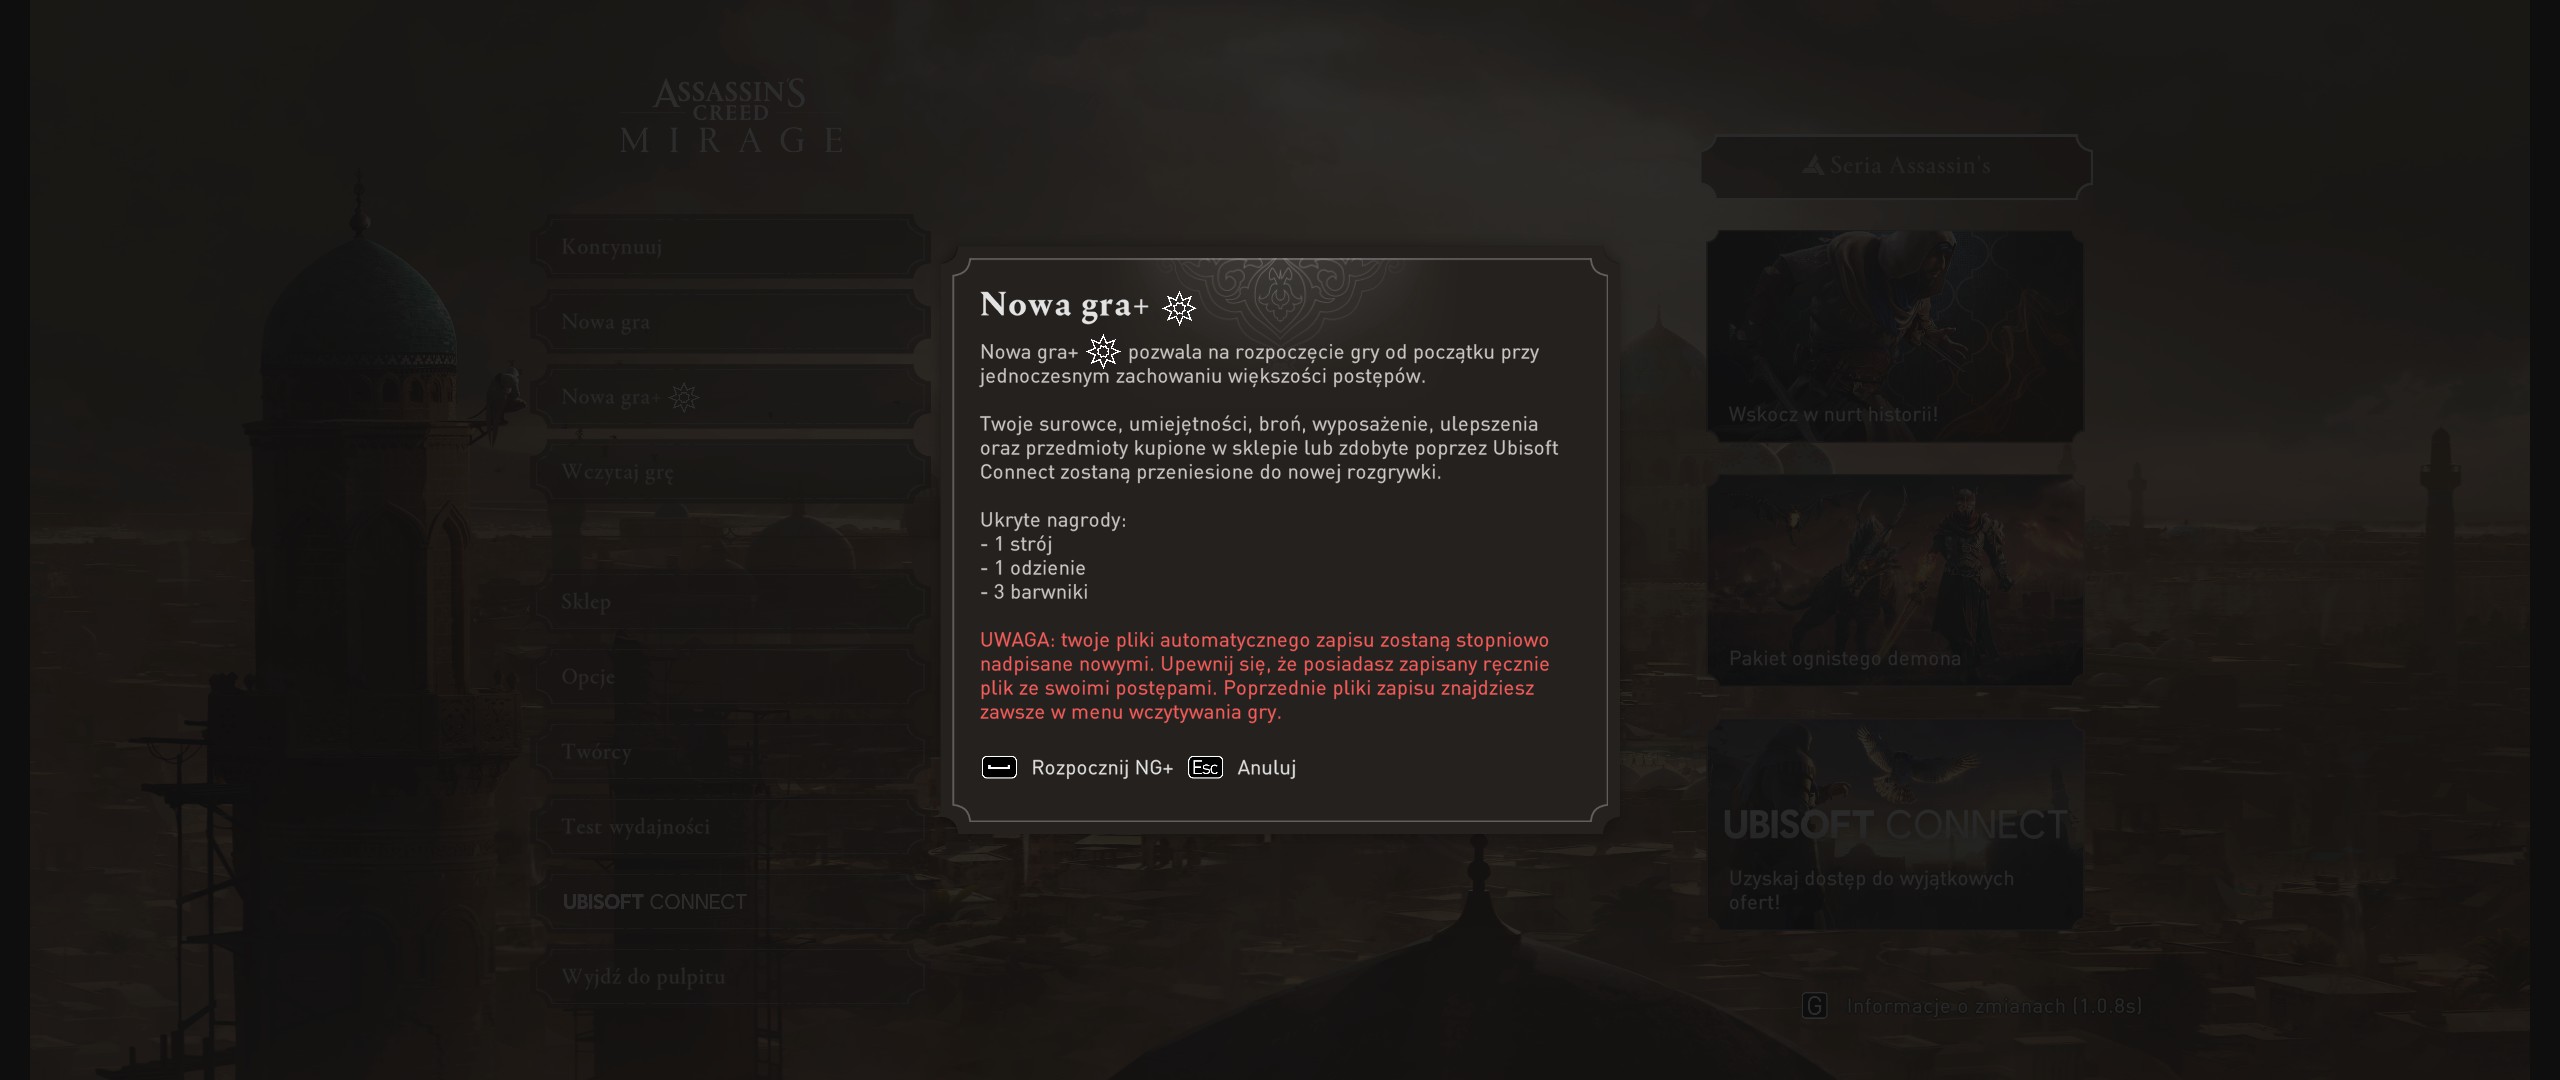 ASSASSIN'S
CREED
MIRAGE
Kontynuuj
Nowa gra
Nowa gra+
Wczytaj grę
Sklep
Opcje
Twórcy
Test wydajności
UBISOFT CONNECT
Wyjdź do pulpitu
Nowa gra+
Nowa gra+ pozwala na rozpoczęcie gry od początku przy
jednoczesnym zachowaniu większości postępów.
Twoje surowce, umiejętności, broń, wyposażenie, ulepszenia
oraz przedmioty kupione w sklepie lub zdobyte poprzez Ubisoft
Connect zostaną przeniesione do nowej rozgrywki.
Ukryte nagrody:
- 1 strój
- 1 odzienie
- 3 barwniki
UWAGA: twoje pliki automatycznego zapisu zostaną stopniowo
nadpisane nowymi. Upewnij się, że posiadasz zapisany ręcznie
plik ze swoimi postępami. Poprzednie pliki zapisu znajdziesz
zawsze w menu wczytywania gry.
Rozpocznij NG+ Esc Anuluj
Seria Assassin's
Wskocz w nurt historii!
Pakiet ognistego demona
UBISOFT CONNECT
Uzyskaj dostęp do wyjątkowych
ofert!
G Informacje o zmianach (1.0.8s)